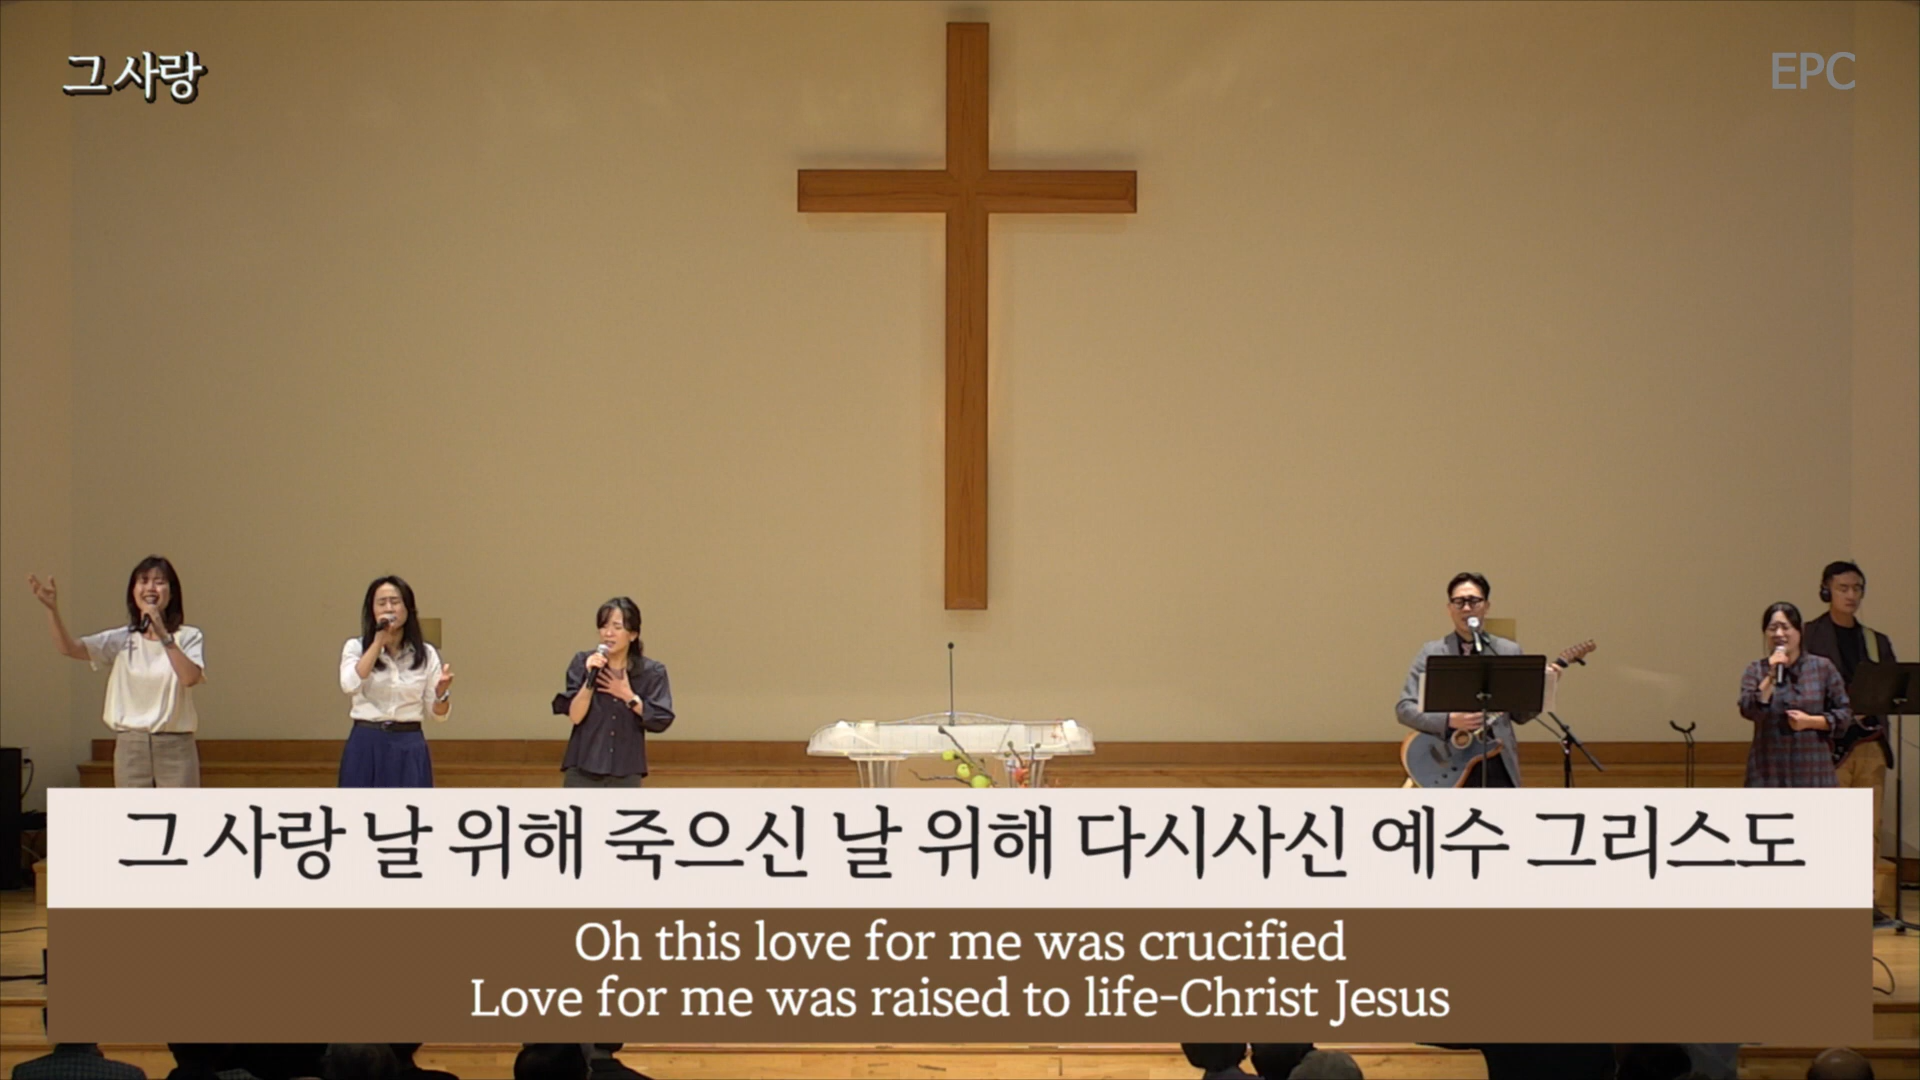 그 사랑
EPC
그 사랑 날 위해 죽으신 날 위해 다시사신 예수 그리스도
Oh this love for me was crucified
Love for me was raised to life-Christ Jesus